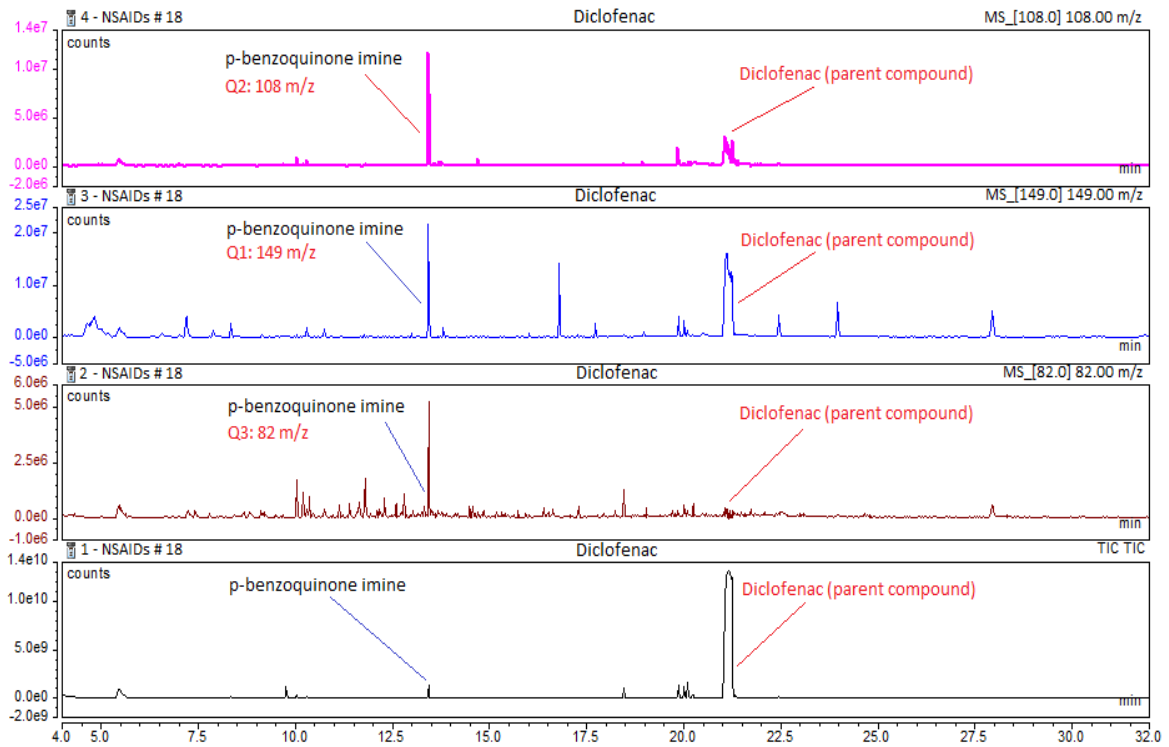 4 - NSAIDs # 18 Diclofenac MS_[108.0] 108.00 m/z
1.4e7
counts
1.0e7
5.0e6
0.0e0
-2.0e6
p-benzoquinone imine
Q2: 108 m/z
Diclofenac (parent compound)
min
3 - NSAIDs # 18 Diclofenac MS_[149.0] 149.00 m/z
2.5e7
counts
2.0e7
1.0e7
0.0e0
-5.0e6
p-benzoquinone imine
Q1: 149 m/z
Diclofenac (parent compound)
min
2 - NSAIDs # 18 Diclofenac MS_[82.0] 82.00 m/z
6.0e6
counts
5.0e6
2.5e6
0.0e0
-1.0e6
p-benzoquinone imine
Q3: 82 m/z
Diclofenac (parent compound)
min
1 - NSAIDs # 18 Diclofenac TIC TIC
1.4e10
counts
1.0e10
5.0e9
0.0e0
-2.0e9
p-benzoquinone imine
Diclofenac (parent compound)
min
4.0 5.0 7.5 10.0 12.5 15.0 17.5 20.0 22.5 25.0 27.5 30.0 32.0